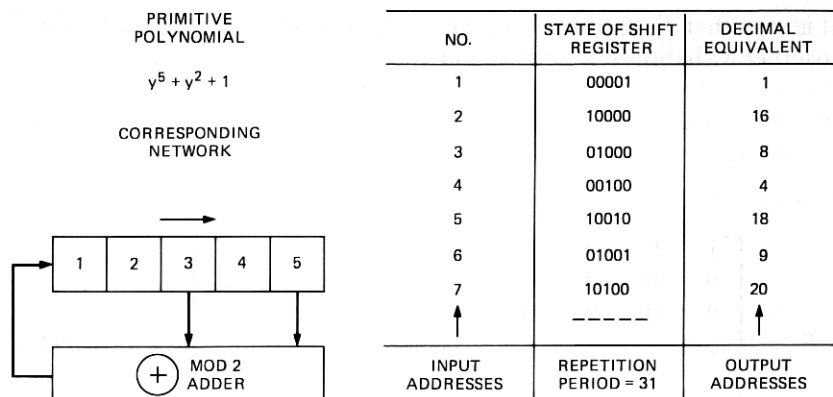 PRIMITIVE
POLYNOMIAL
y⁵ + y² + 1
CORRESPONDING
NETWORK
1 2 3 4 5
+ MOD 2
ADDER
NO. STATE OF SHIFT REGISTER DECIMAL EQUIVALENT
1 00001 1
2 10000 16
3 01000 8
4 00100 4
5 10010 18
6 01001 9
7 10100 20
INPUT ADDRESSES REPETITION PERIOD = 31 OUTPUT ADDRESSES